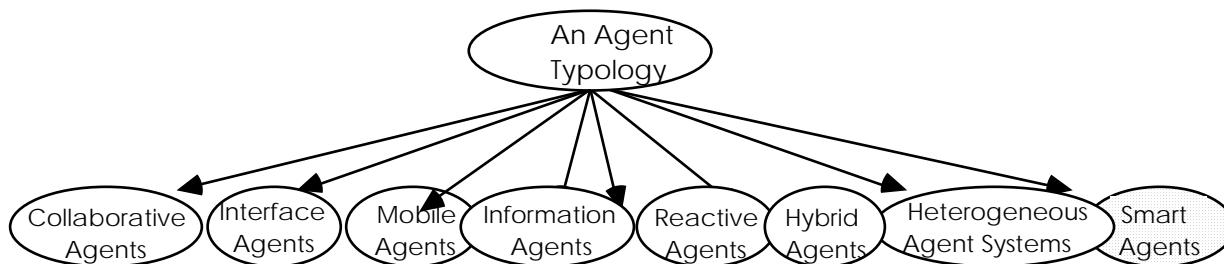 An Agent
Typology
Collaborative
Agents
Interface
Agents
Mobile
Agents
Information
Agents
Reactive
Agents
Hybrid
Agents
Heterogeneous
Agent Systems
Smart
Agents